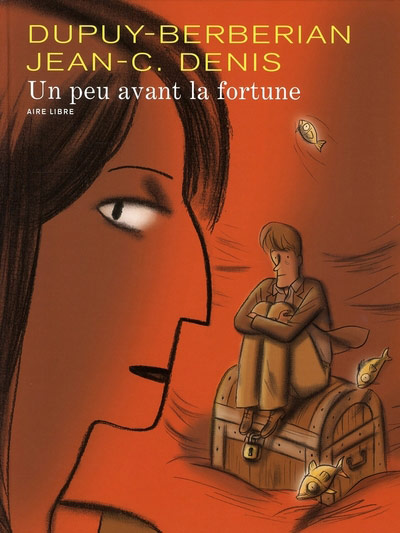 DUPUY-BERBERIAN
JEAN-C. DENIS
Un peu avant la fortune
AIRE LIBRE